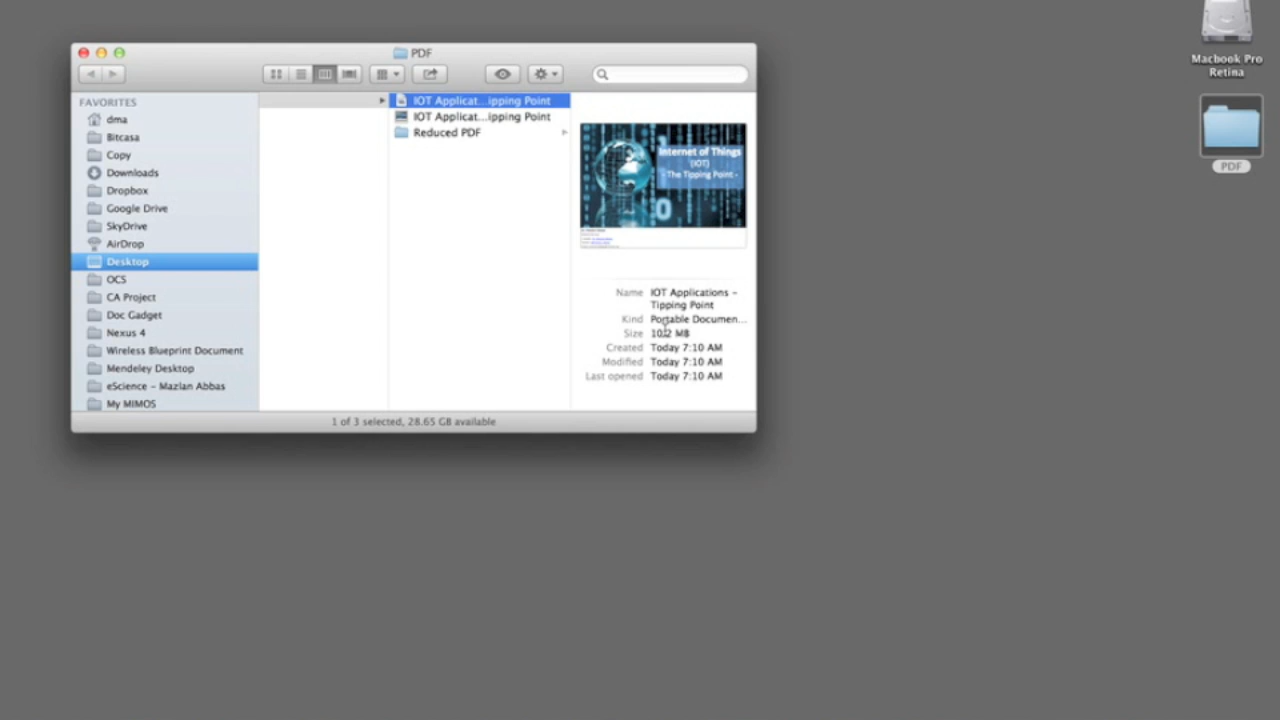 Macbook Pro
Retina
PDF
PDF
FAVORITES
dma
Bitcasa
Copy
Downloads
Dropbox
Google Drive
SkyDrive
AirDrop
Desktop
OCS
CA Project
Doc Gadget
Nexus 4
Wireless Blueprint Document
Mendeley Desktop
eScience - Mazlan Abbas
My MIMOS
IOT Applicat...ipping Point
IOT Applicat...ipping Point
Reduced PDF
Internet of Things
(IOT)
- The Tipping Point -
Name IOT Applications -
Tipping Point
Kind Portable Documen...
Size 10.2 MB
Created Today 7:10 AM
Modified Today 7:10 AM
Last opened Today 7:10 AM
1 of 3 selected, 28.65 GB available